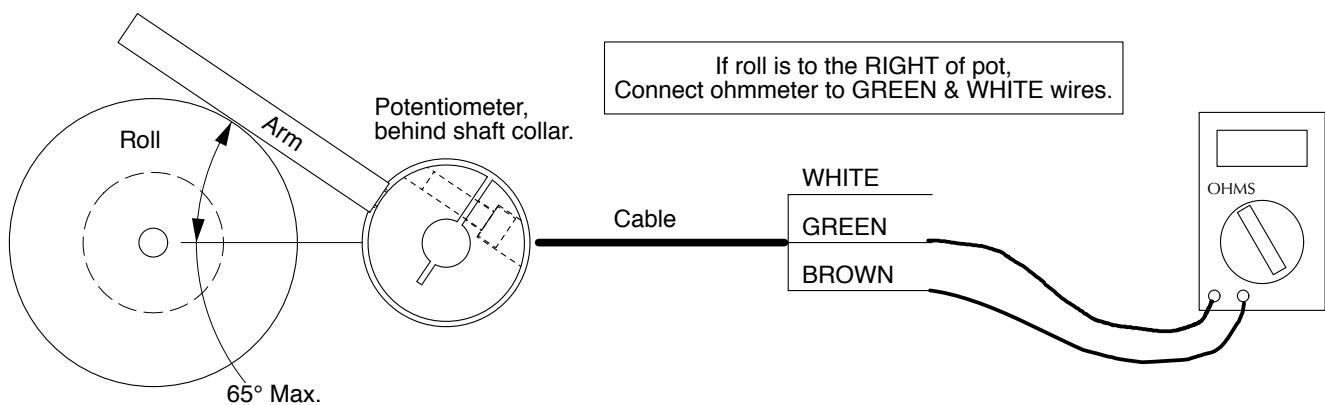 If roll is to the RIGHT of pot,
Connect ohmmeter to GREEN & WHITE wires.
Potentiometer,
behind shaft collar.
Arm
Roll
WHITE
OHMS
Cable
GREEN
BROWN
65° Max.